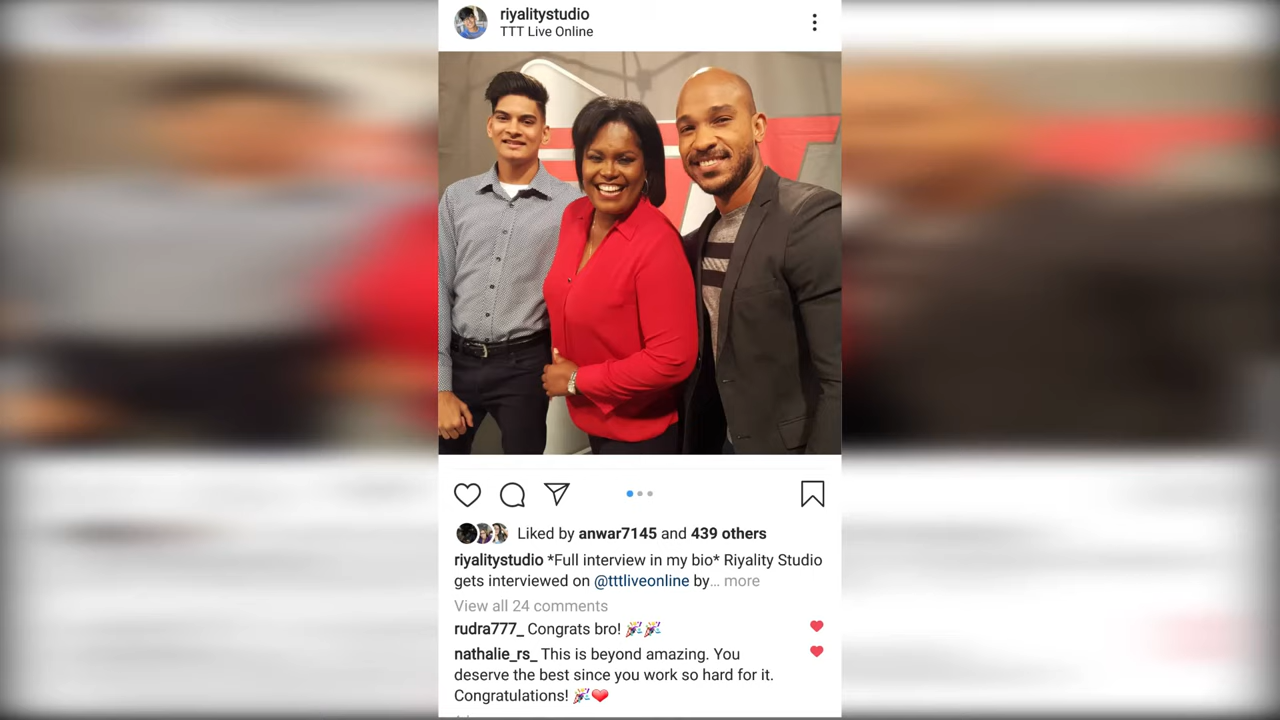 riyalitystudio
TTT Live Online
Liked by anwar7145 and 439 others
riyalitystudio *Full interview in my bio* Riyality Studio
gets interviewed on @tttliveonline by... more
View all 24 comments
rudra777_ Congrats bro! 🎉🎉
nathalie_rs_ This is beyond amazing. You
deserve the best since you work so hard for it.
Congratulations! 🎉❤️